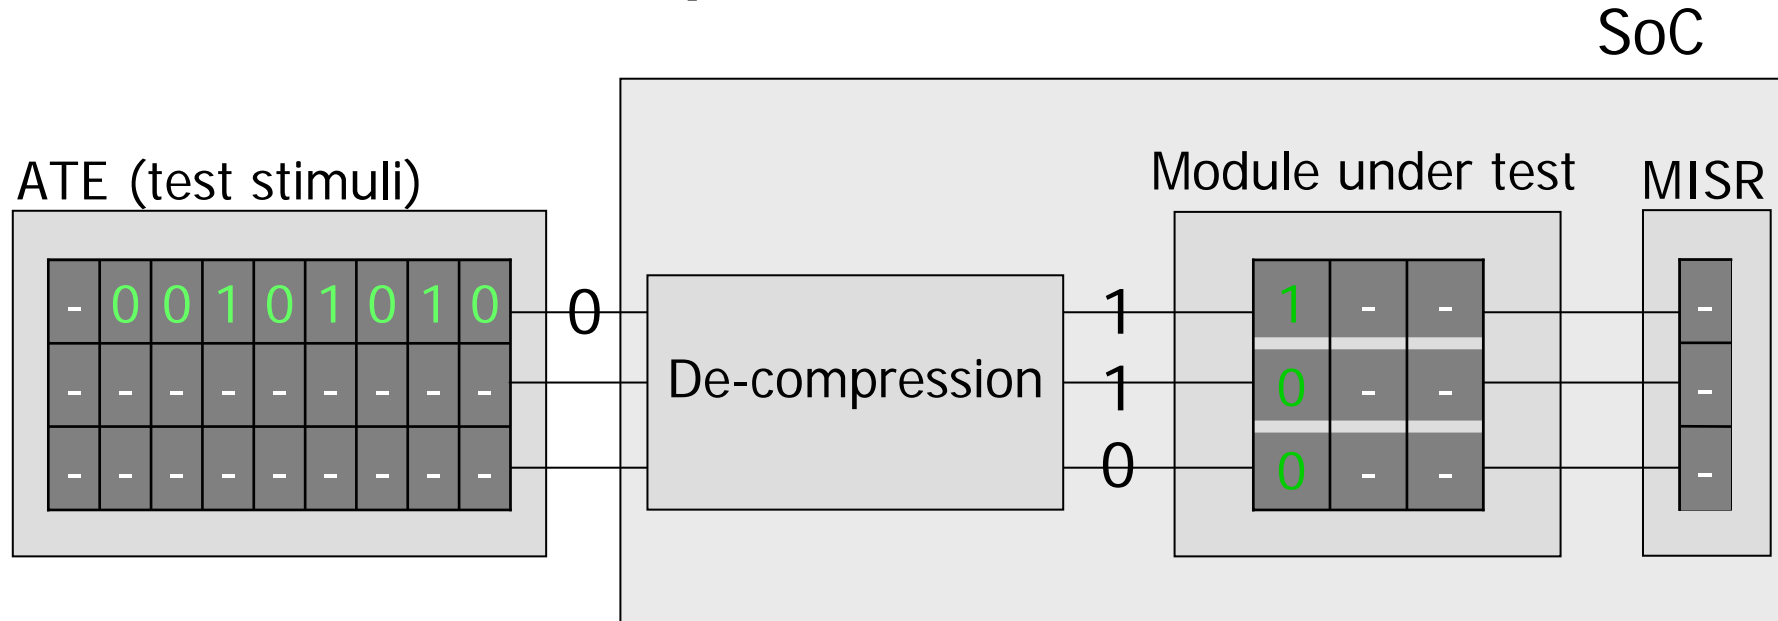 SoC
ATE (test stimuli)
Module under test
MISR
- 0 0 1 0 1 0 1 0
0
1
1 - -
-
- - - - - - - - -
De-compression
1
0 - -
-
- - - - - - - - -
0
0 - -
-